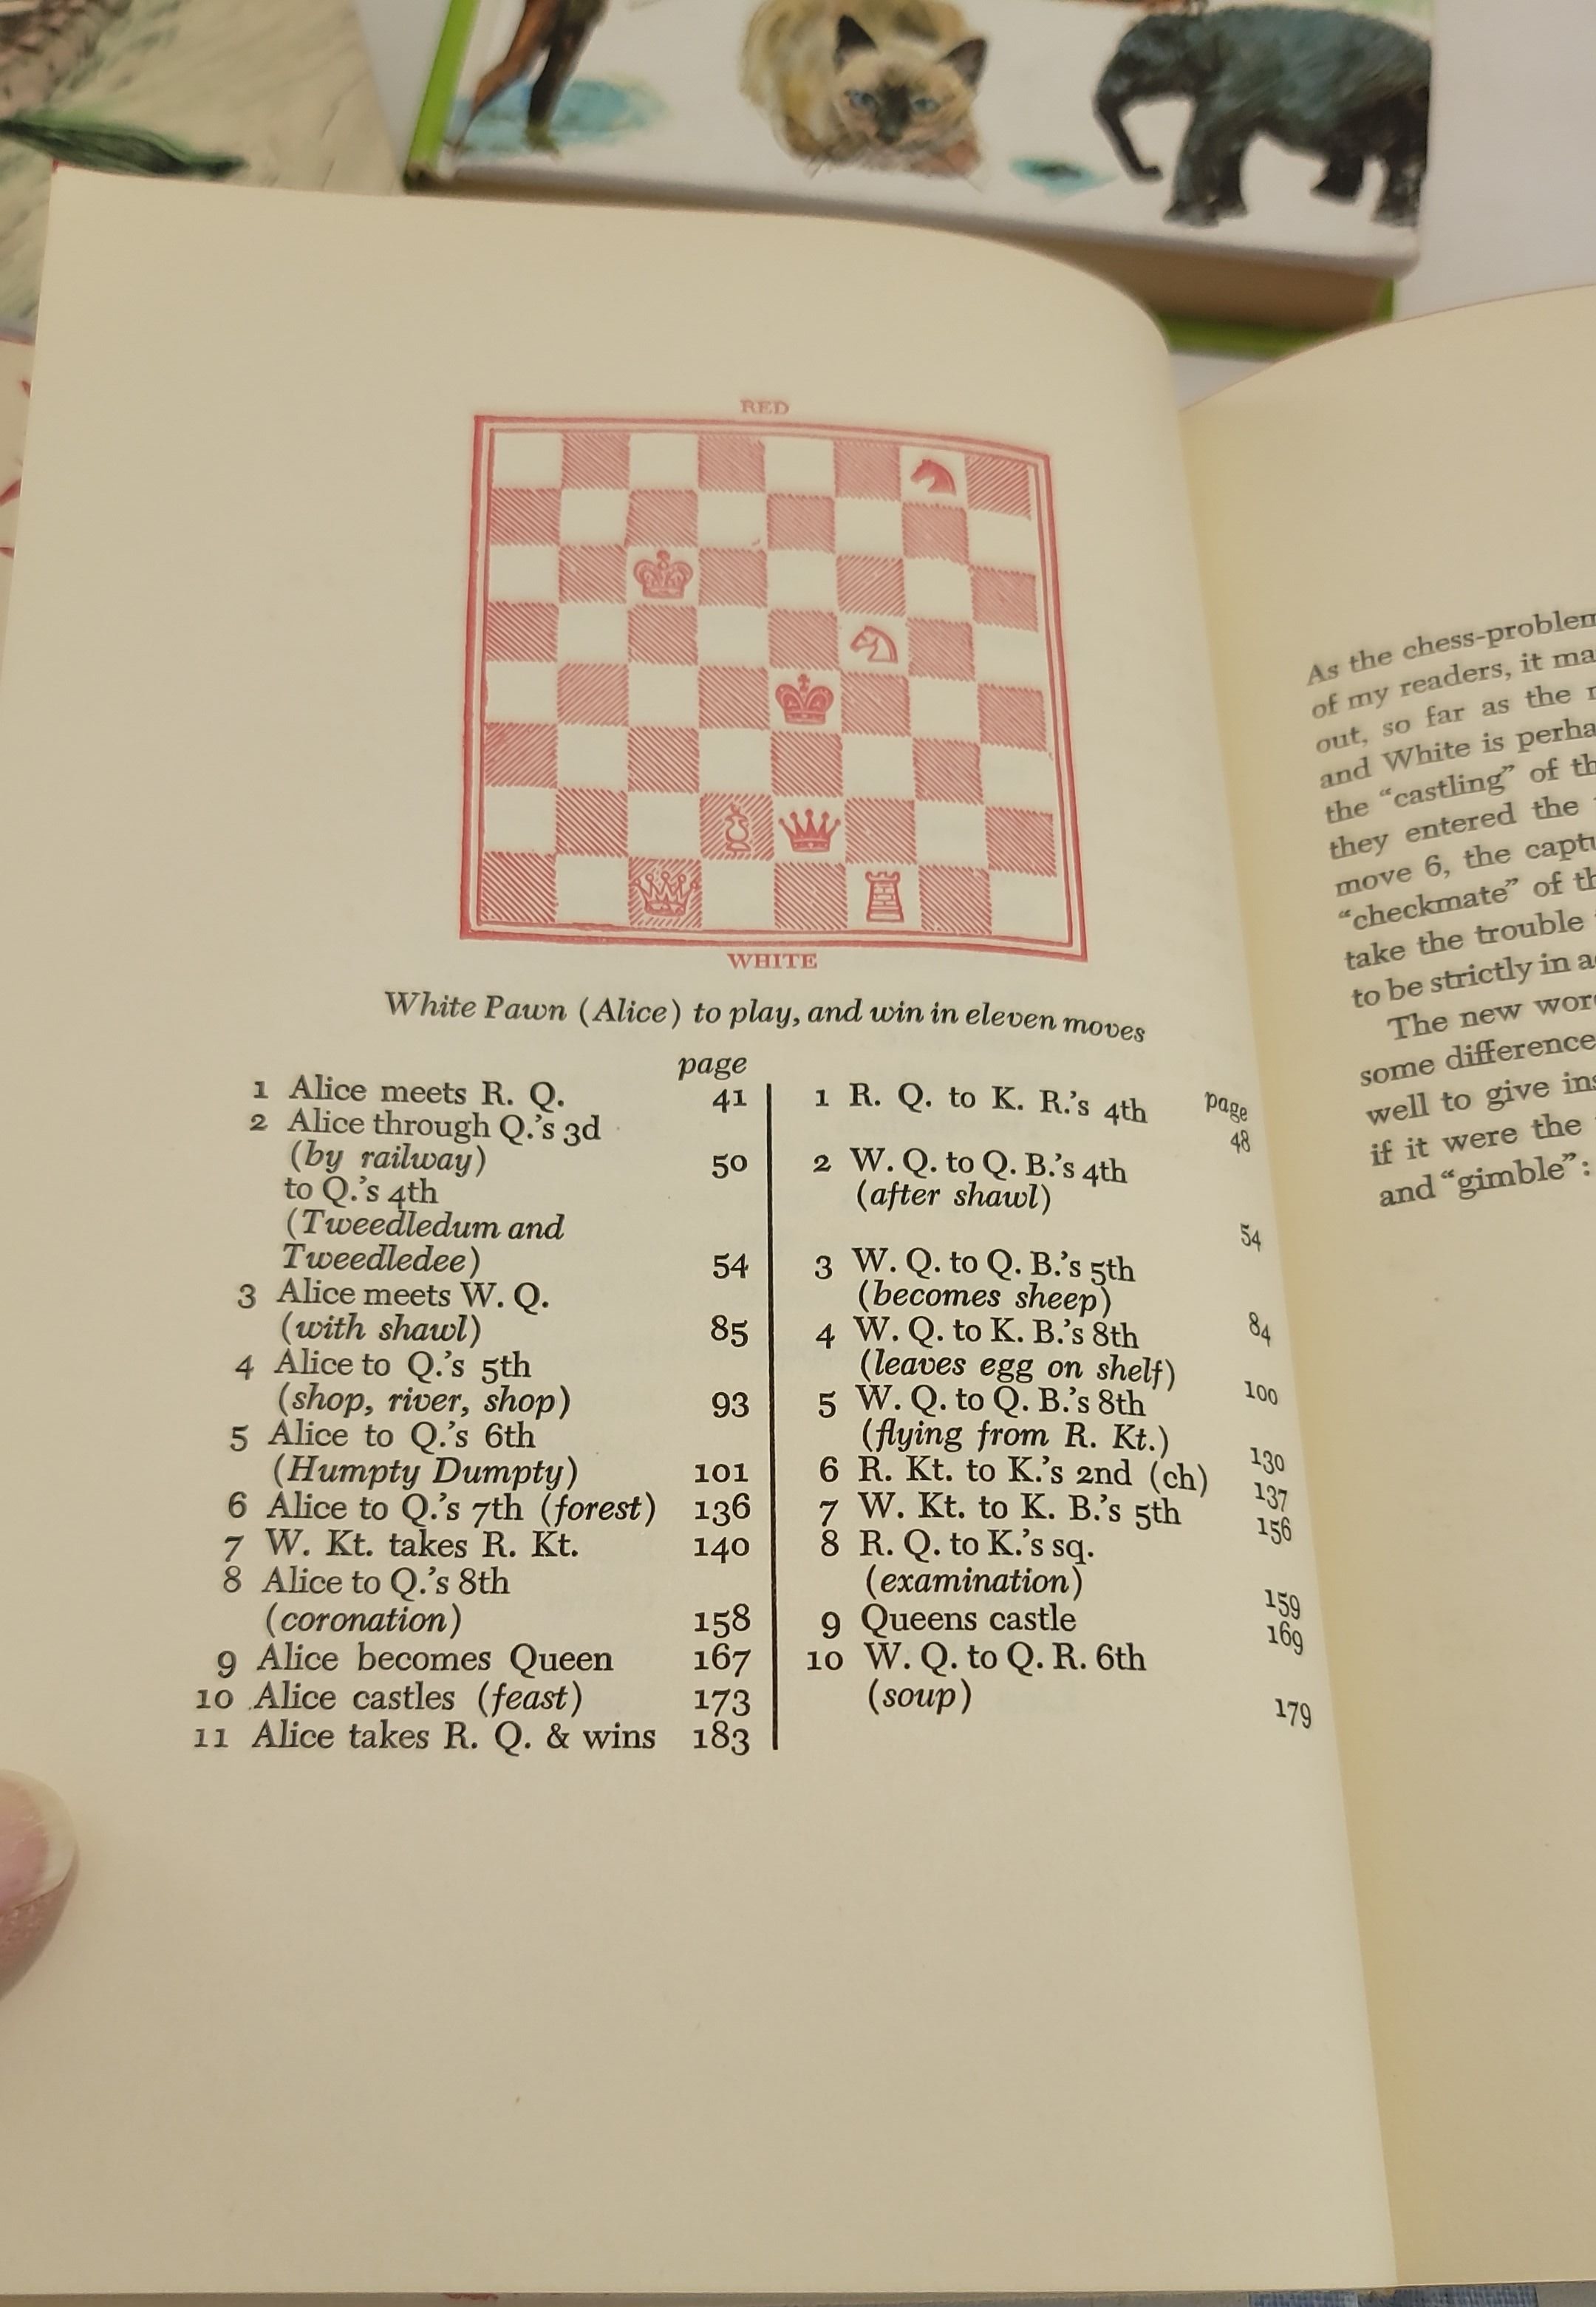 RED
WHITE
White Pawn (Alice) to play, and win in eleven moves
page
1 Alice meets R. Q. 41
2 Alice through Q.'s 3d
(by railway) 50
to Q.'s 4th
(Tweedledum and
Tweedledee) 54
3 Alice meets W. Q.
(with shawl) 85
4 Alice to Q.'s 5th
(shop, river, shop) 93
5 Alice to Q.'s 6th
(Humpty Dumpty) 101
6 Alice to Q.'s 7th (forest) 136
7 W. Kt. takes R. Kt. 140
8 Alice to Q.'s 8th
(coronation) 158
9 Alice becomes Queen 167
10 Alice castles (feast) 173
11 Alice takes R. Q. & wins 183
page
1 R. Q. to K. R.'s 4th 48
2 W. Q. to Q. B.'s 4th
(after shawl) 54
3 W. Q. to Q. B.'s 5th
(becomes sheep) 84
4 W. Q. to K. B.'s 8th
(leaves egg on shelf) 100
5 W. Q. to Q. B.'s 8th
(flying from R. Kt.) 130
6 R. Kt. to K.'s 2nd (ch) 137
7 W. Kt. to K. B.'s 5th 156
8 R. Q. to K.'s sq.
(examination) 159
9 Queens castle 169
10 W. Q. to Q. R. 6th
(soup) 179
As the chess-problem
of my readers, it
out, so far as the
and White is
the “castling” of
they entered the
move 6, the
“checkmate” of
take the trouble
to be strictly in
The new
some difference
well to give
if it were the
and “gimble”: